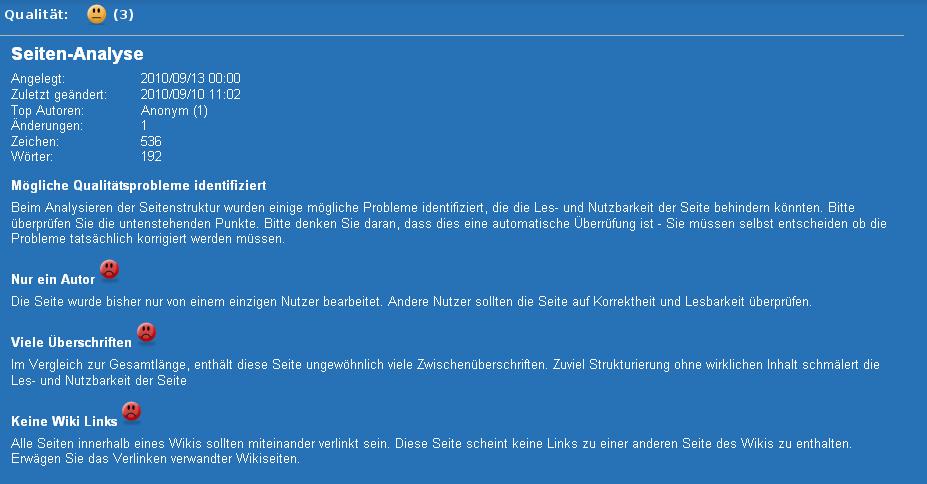 Qualität: (3)
Seiten-Analyse
Angelegt: 2010/09/13 00:00
Zuletzt geändert: 2010/09/10 11:02
Top Autoren: Anonym (1)
Änderungen: 1
Zeichen: 536
Wörter: 192
Mögliche Qualitätsprobleme identifiziert
Beim Analysieren der Seitenstruktur wurden einige mögliche Probleme identifiziert, die die Les- und Nutzbarkeit der Seite behindern könnten. Bitte
überprüfen Sie die untenstehenden Punkte. Bitte denken Sie daran, dass dies eine automatische Überrüfung ist - Sie müssen selbst entscheiden ob die
Probleme tatsächlich korrigiert werden müssen.
Nur ein Autor
Die Seite wurde bisher nur von einem einzigen Nutzer bearbeitet. Andere Nutzer sollten die Seite auf Korrektheit und Lesbarkeit überprüfen.
Viele Überschriften
Im Vergleich zur Gesamtlänge, enthält diese Seite ungewöhnlich viele Zwischenüberschriften. Zuviel Strukturierung ohne wirklichen Inhalt schmälert die
Les- und Nutzbarkeit der Seite
Keine Wiki Links
Alle Seiten innerhalb eines Wikis sollten miteinander verlinkt sein. Diese Seite scheint keine Links zu einer anderen Seite des Wikis zu enthalten.
Erwägen Sie das Verlinken verwandter Wikiseiten.